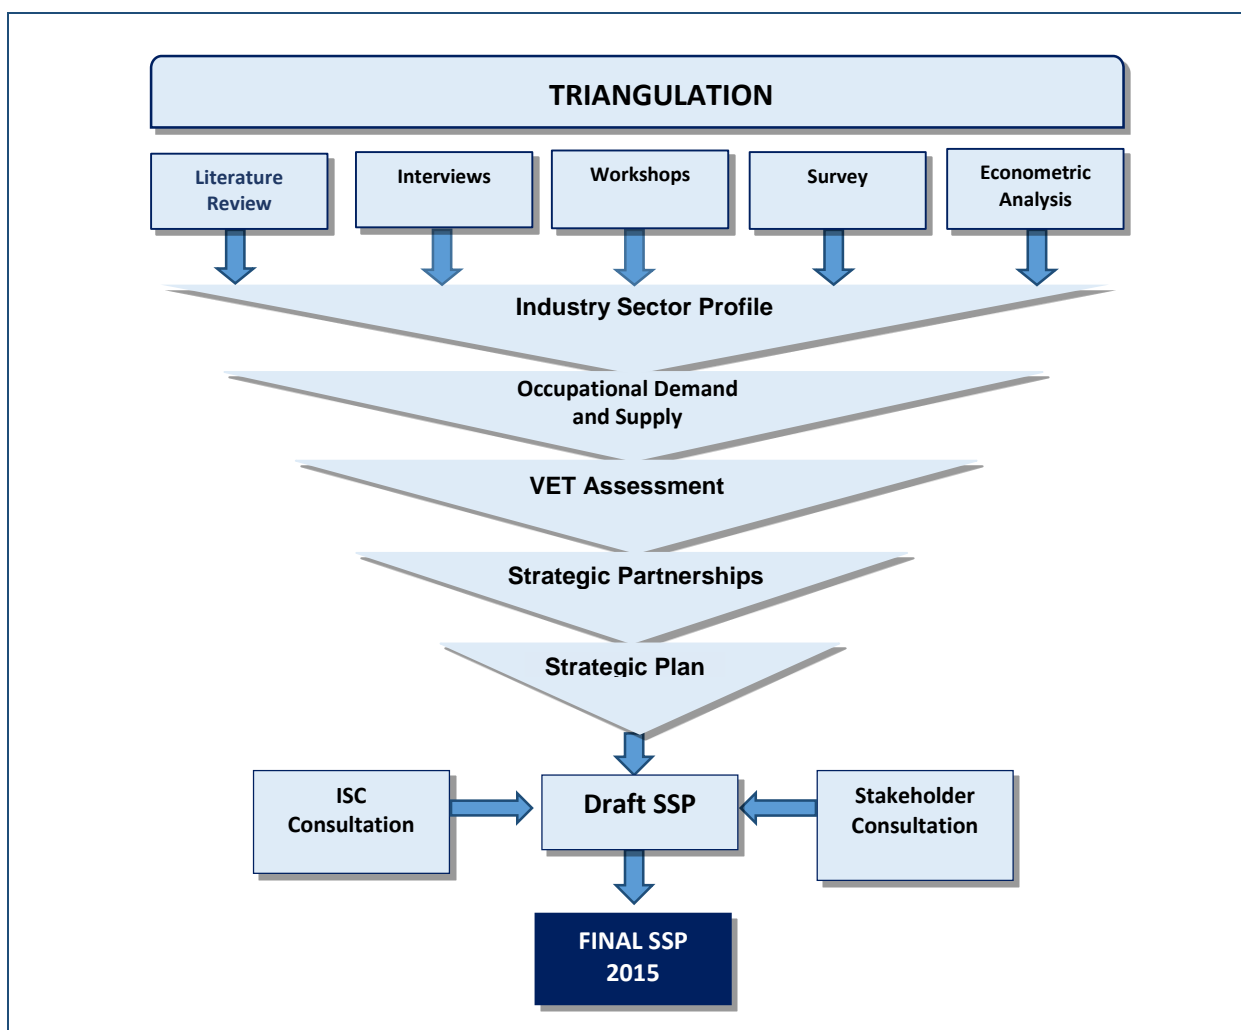 TRIANGULATION
Literature
Review
Interviews
Workshops
Survey
Econometric
Analysis
Industry Sector Profile
Occupational Demand
and Supply
VET Assessment
Strategic Partnerships
Strategic Plan
ISC
Consultation
Draft SSP
Stakeholder
Consultation
FINAL SSP
2015